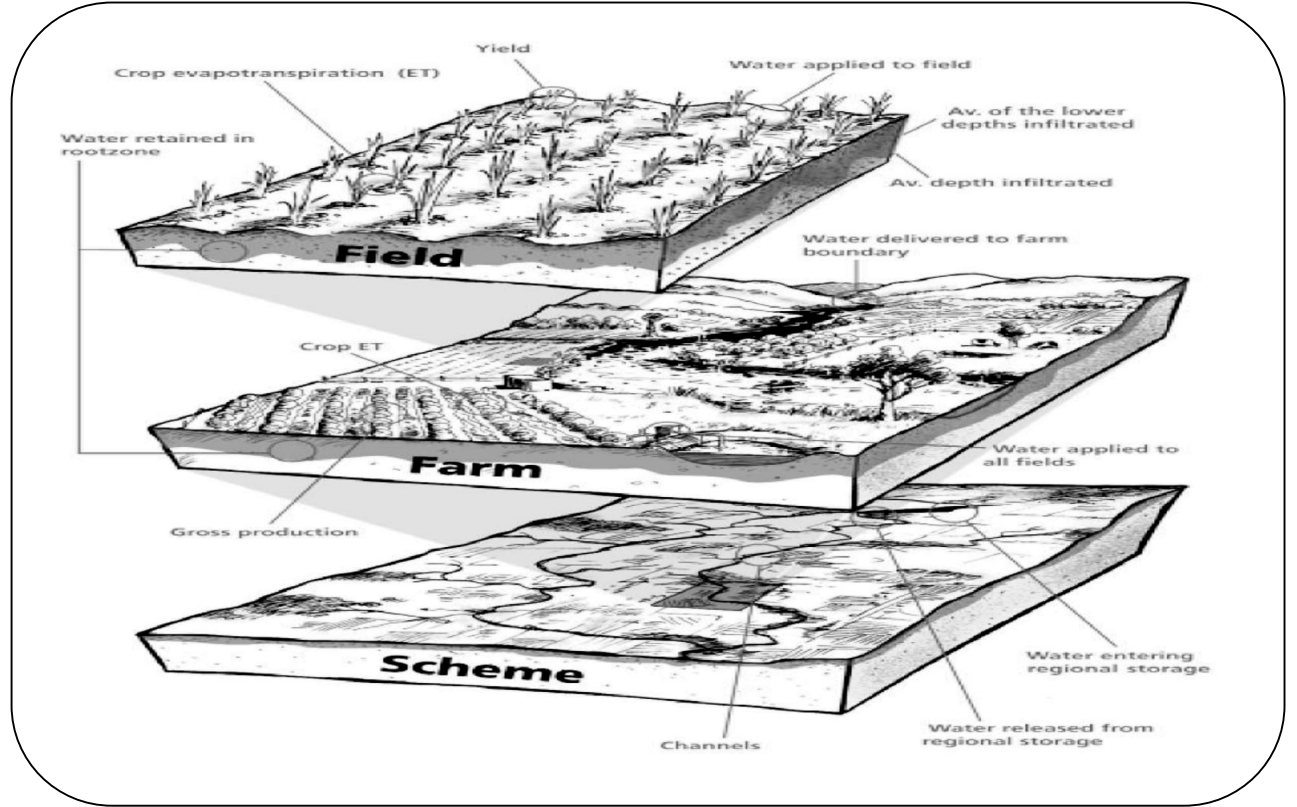 Yield
Crop evapotranspiration (ET)
Water applied to field
Av. of the lower
depths infiltrated
Water retained in
rootzone
Av. depth infiltrated
Water delivered to farm
boundary
Field
Crop ET
Water applied to
all fields
Farm
Gross production
Water entering
regional storage
Scheme
Water released from
regional storage
Channels